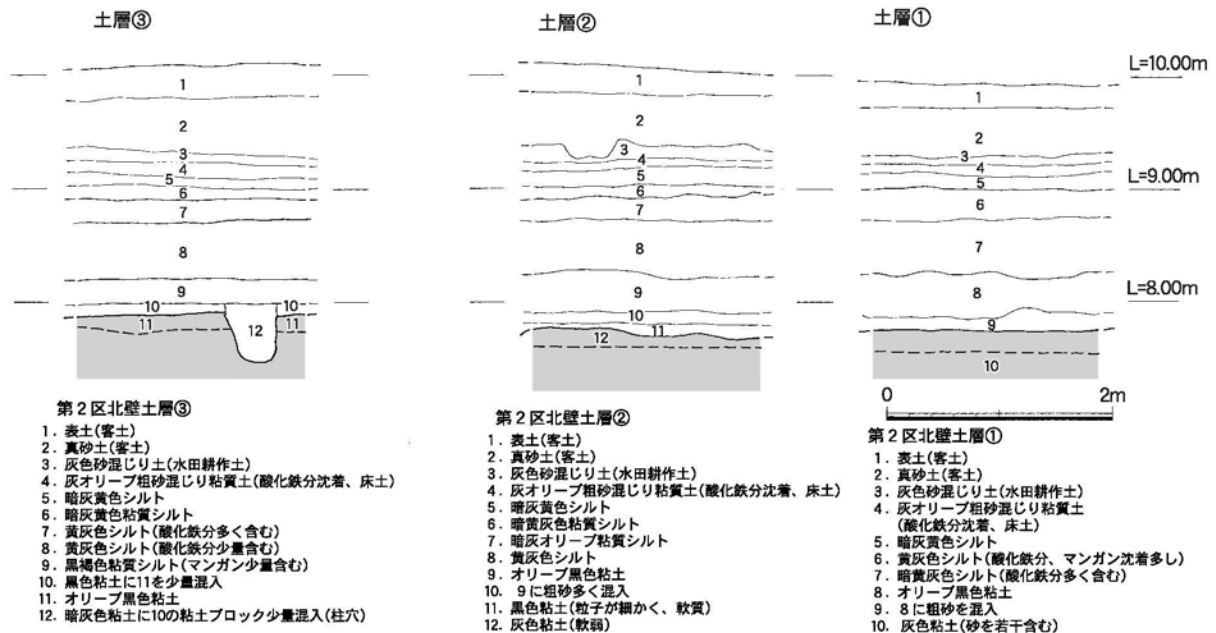 土層③
土層②
土層①
L=10.00m
L=9.00m
L=8.00m
1
2
3
4
5
6
7
8
9
10
10
11
11
12
1
2
3
4
5
6
7
8
9
10
11
12
1
2
3
4
5
6
7
8
9
10
0 2m
第2区北壁土層③
1. 表土(客土)
2. 真砂土(客土)
3. 灰色砂混じり土(水田耕作土)
4. 灰オリーブ粗砂混じり粘質土(酸化鉄分沈着、床土)
5. 暗灰黄色シルト
6. 暗灰黄色粘質シルト
7. 黄灰色シルト(酸化鉄分多く含む)
8. 黄灰色シルト(酸化鉄分少量含む)
9. 黒褐色粘質シルト(マンガン少量含む)
10. 黒色粘土に11を少量混入
11. オリーブ黒色粘土
12. 暗灰色粘土に10の粘土ブロック少量混入(柱穴)
第2区北壁土層②
1. 表土(客土)
2. 真砂土(客土)
3. 灰色砂混じり土(水田耕作土)
4. 灰オリーブ粗砂混じり粘質土(酸化鉄分沈着、床土)
5. 暗灰黄色シルト
6. 暗黄灰色粘質シルト
7. 暗灰オリーブ粘質シルト
8. 黄灰色シルト
9. オリーブ黒色粘土
10. 9に粗砂多く混入
11. 黒色粘土(粒子が細かく、軟質)
12. 灰色粘土(軟弱)
第2区北壁土層①
1. 表土(客土)
2. 真砂土(客土)
3. 灰色砂混じり土(水田耕作土)
4. 灰オリーブ粗砂混じり粘質土
(酸化鉄分沈着、床土)
5. 暗灰黄色シルト
6. 黄灰色シルト(酸化鉄分、マンガン沈着多し)
7. 暗黄灰色シルト(酸化鉄分多く含む)
8. オリーブ黒色粘土
9. 8に粗砂を混入
10. 灰色粘土(砂を若干含む)